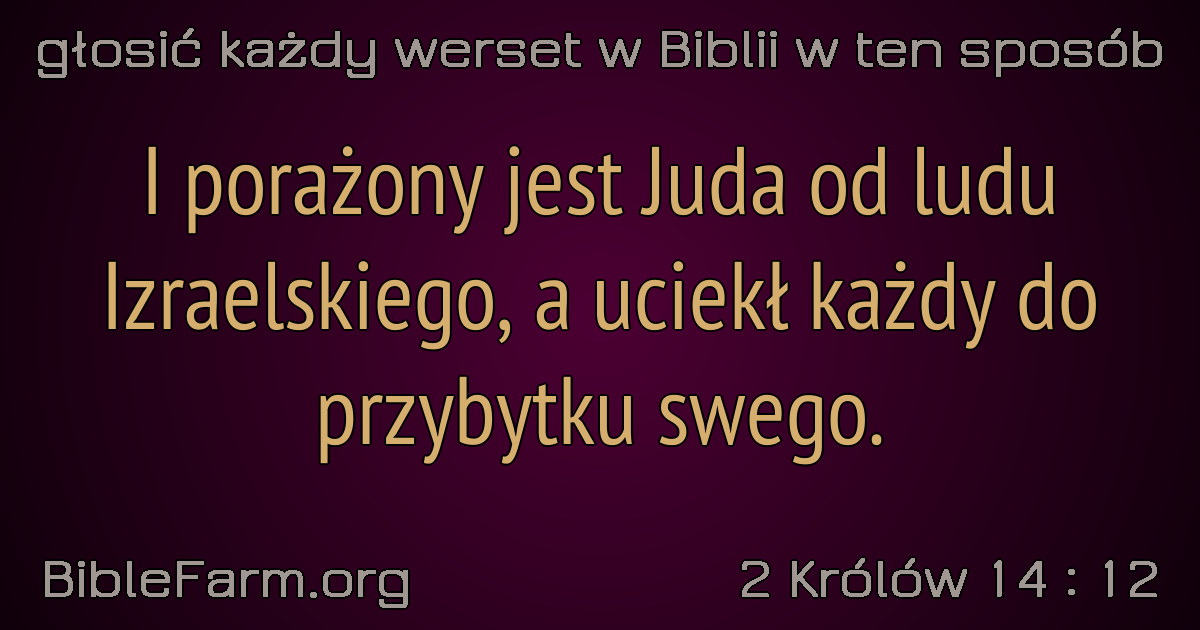 głosić każdy werset w Biblii w ten sposób
I porażony jest Juda od ludu
Izraelskiego, a uciekł każdy do
przybytku swego.
BibleFarm.org
2 Królów 14 : 12